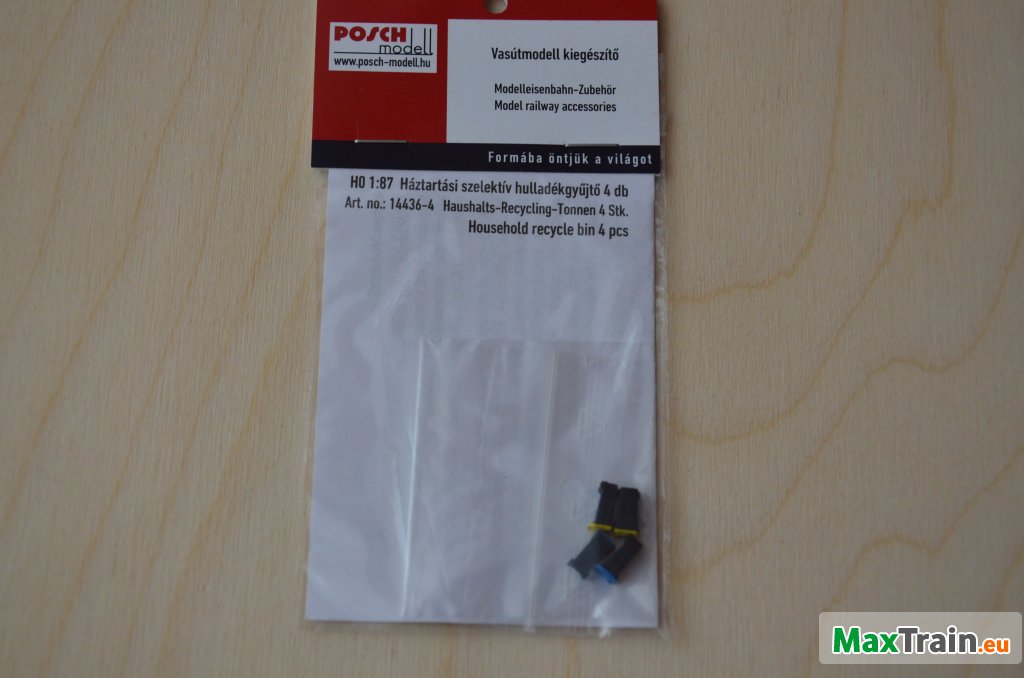 POSCH
modell
www.posch-modell.hu
Vasútmodell kiegészítő
Modelleisenbahn-Zubehör
Model railway accessories
Formába öntjük a világot
H0 1:87 Háztartási szelektív hulladékgyűjtő 4 db
Art. no.: 14436-4 Haushalts-Recycling-Tonnen 4 Stk.
Household recycle bin 4 pcs
MaxTrain.eu